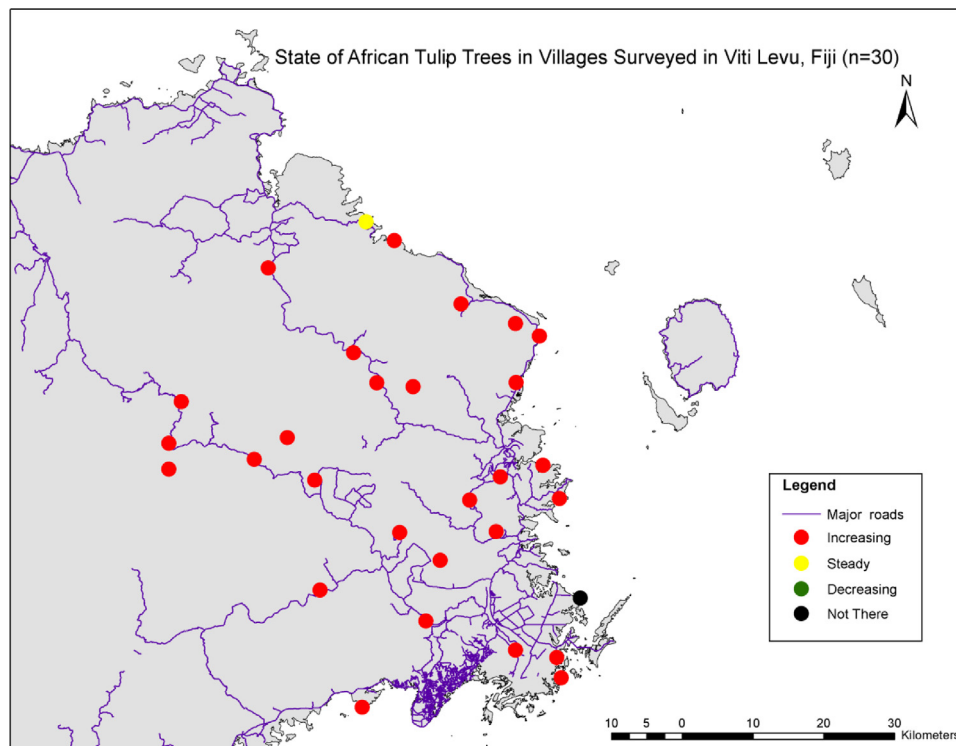 State of African Tulip Trees in Villages Surveyed in Viti Levu, Fiji (n=30)
N
Legend
Major roads
Increasing
Steady
Decreasing
Not There
10 5 0 10 20 30
Kilometers